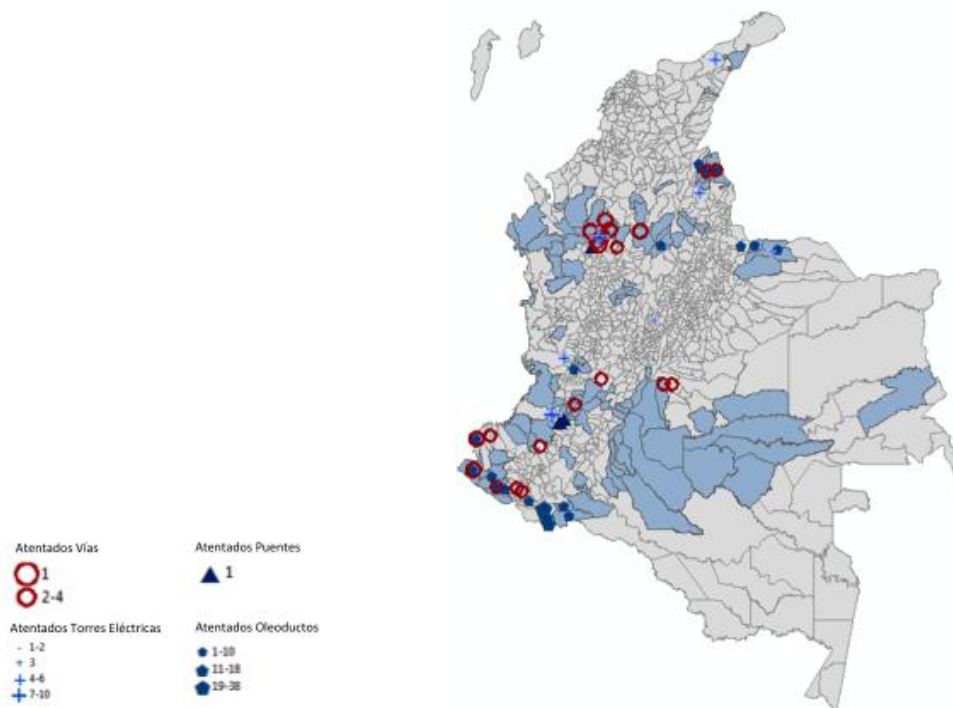 Atentados Vías
1
2-4
Atentados Puentes
1
Atentados Torres Eléctricas
1-2
3
4-6
7-10
Atentados Oleoductos
1-10
11-18
19-38